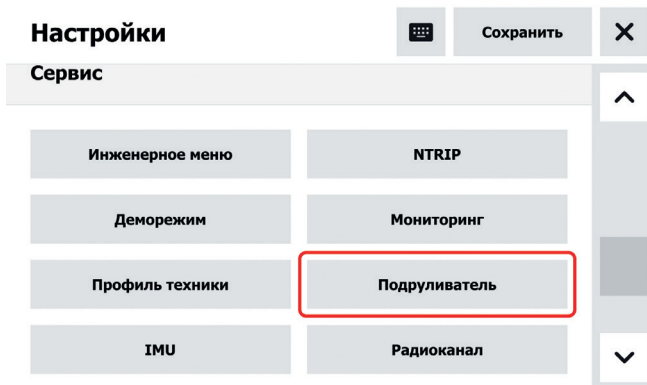 Настройки
Сохранить
Сервис
Инженерное меню
NTRIP
Деморежим
Мониторинг
Профиль техники
Подруливатель
IMU
Радиоканал